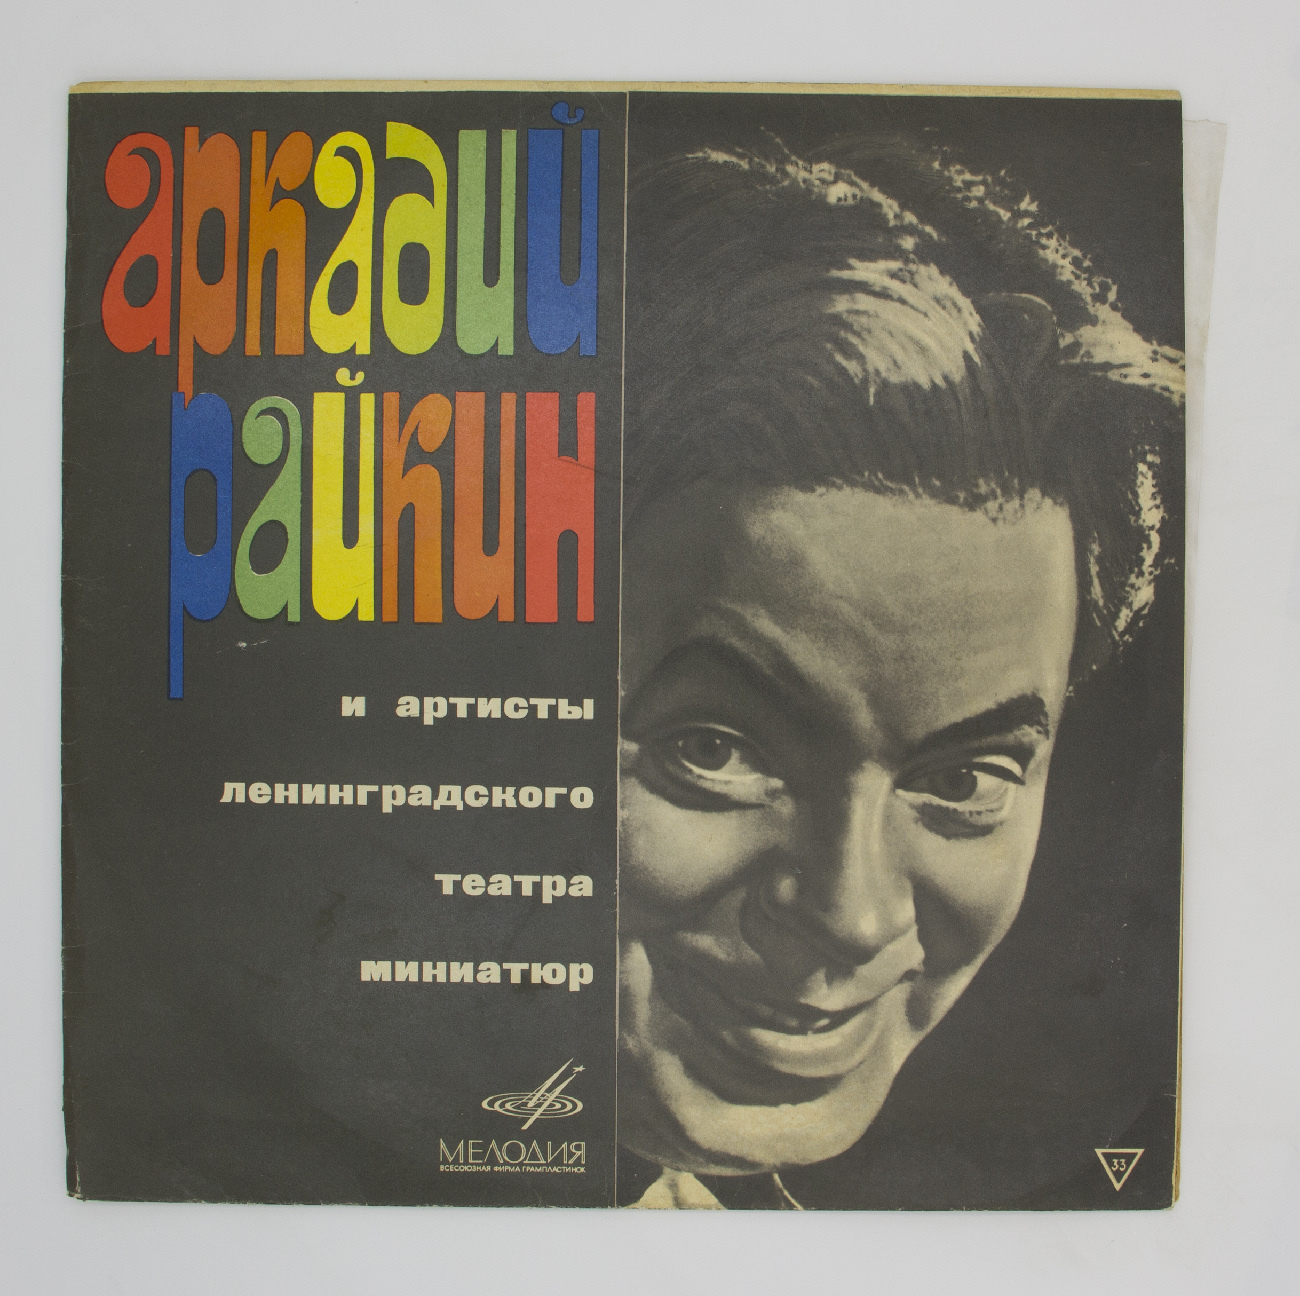 аркадий
райкин
и артисты
ленинградского
театра
миниатюр
МЕЛОДИЯ
ВСЕСОЮЗНАЯ ФИРМА ГРАМПЛАСТИНОК
33